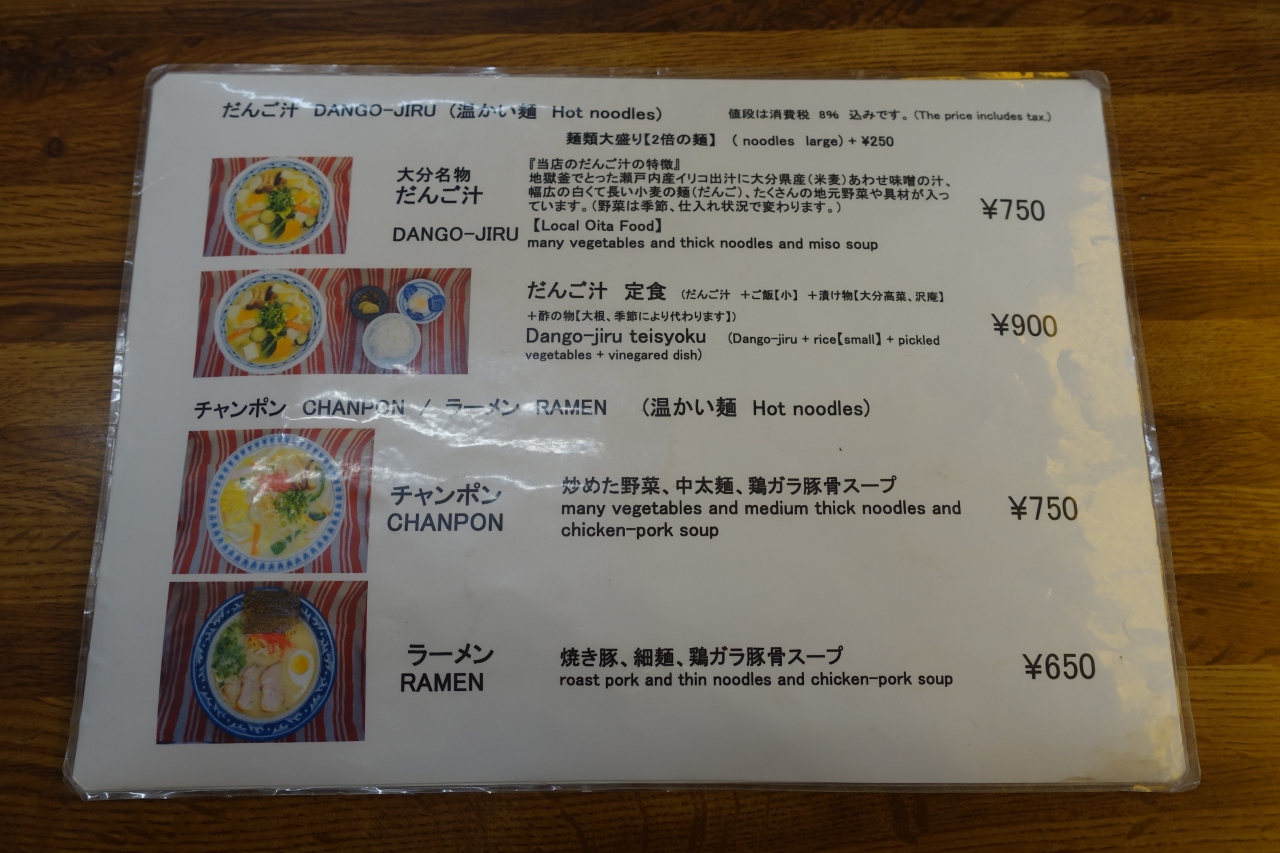 だんご汁 DANGO-JIRU (温かい麺 Hot noodles)
値段は消費税 8% 込みです。(The price includes tax.)
麺類大盛り【2倍の麺】 ( noodles large) + ¥250
大分名物
だんご汁
DANGO-JIRU
『当店のだんご汁の特徴』
地獄釜でとった瀬戸内産イリコ出汁に大分県産(米麦)あわせ味噌の汁、
幅広の白くて長い小麦の麺(だんご)、たくさんの地元野菜や具材が入っ
ています。(野菜は季節、仕入れ状況で変わります。)
【Local Oita Food】
many vegetables and thick noodles and miso soup
¥750
だんご汁 定食 (だんご汁 +ご飯【小】 +漬け物【大分高菜、沢庵】
+酢の物【大根、季節により代わります】)
Dango-jiru teisyoku (Dango-jiru + rice【small】 + pickled
vegetables + vinegared dish)
¥900
チャンポン CHANPON / ラーメン RAMEN (温かい麺 Hot noodles)
チャンポン
CHANPON
炒めた野菜、中太麺、鶏ガラ豚骨スープ
many vegetables and medium thick noodles and
chicken-pork soup
¥750
ラーメン
RAMEN
焼き豚、細麺、鶏ガラ豚骨スープ
roast pork and thin noodles and chicken-pork soup
¥650